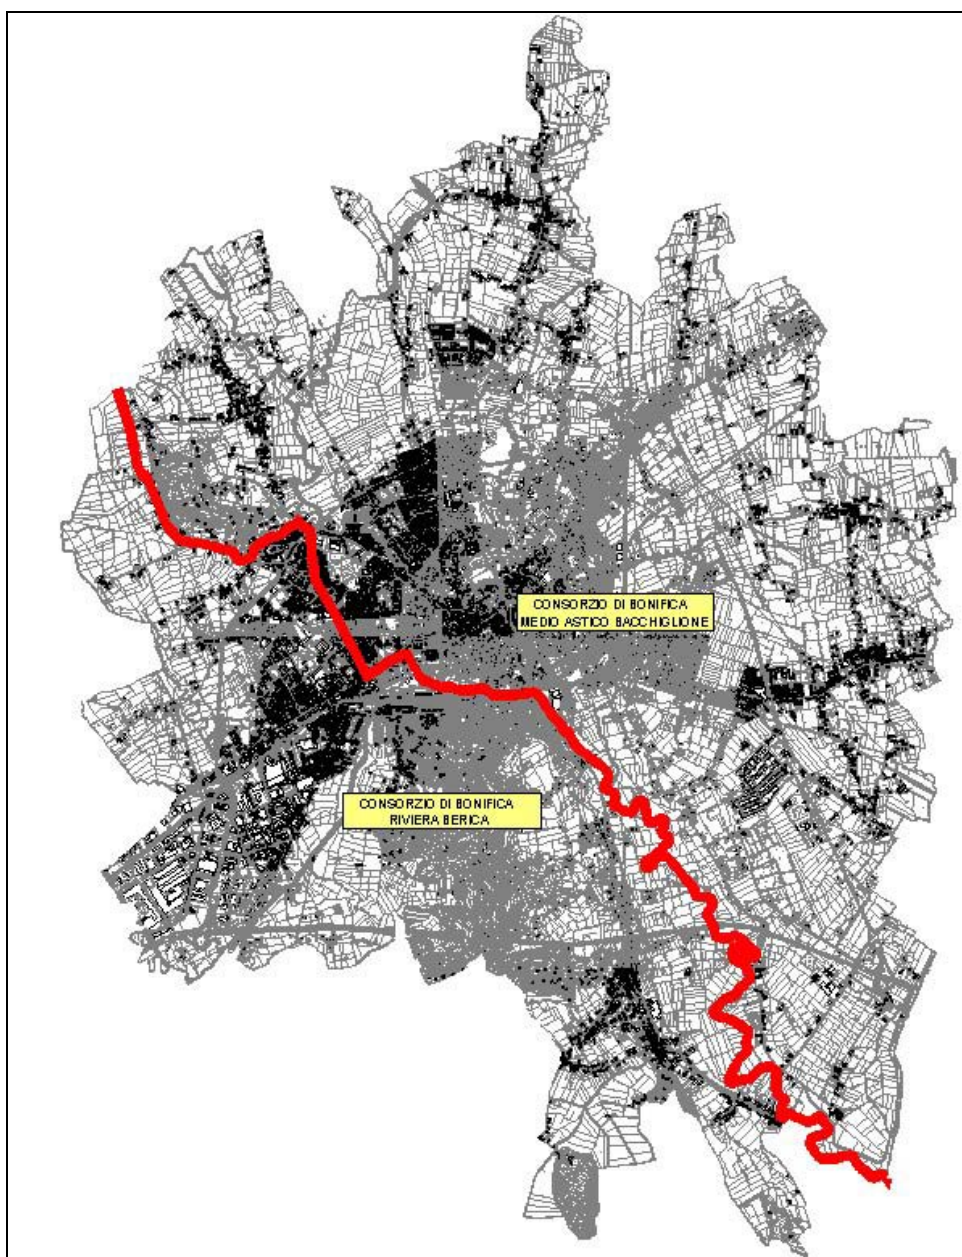 CONSORZIO DI BONIFICA
MEDIO ASTICO BACCHIGLIONE
CONSORZIO DI BONIFICA
RIVIERA BERICA